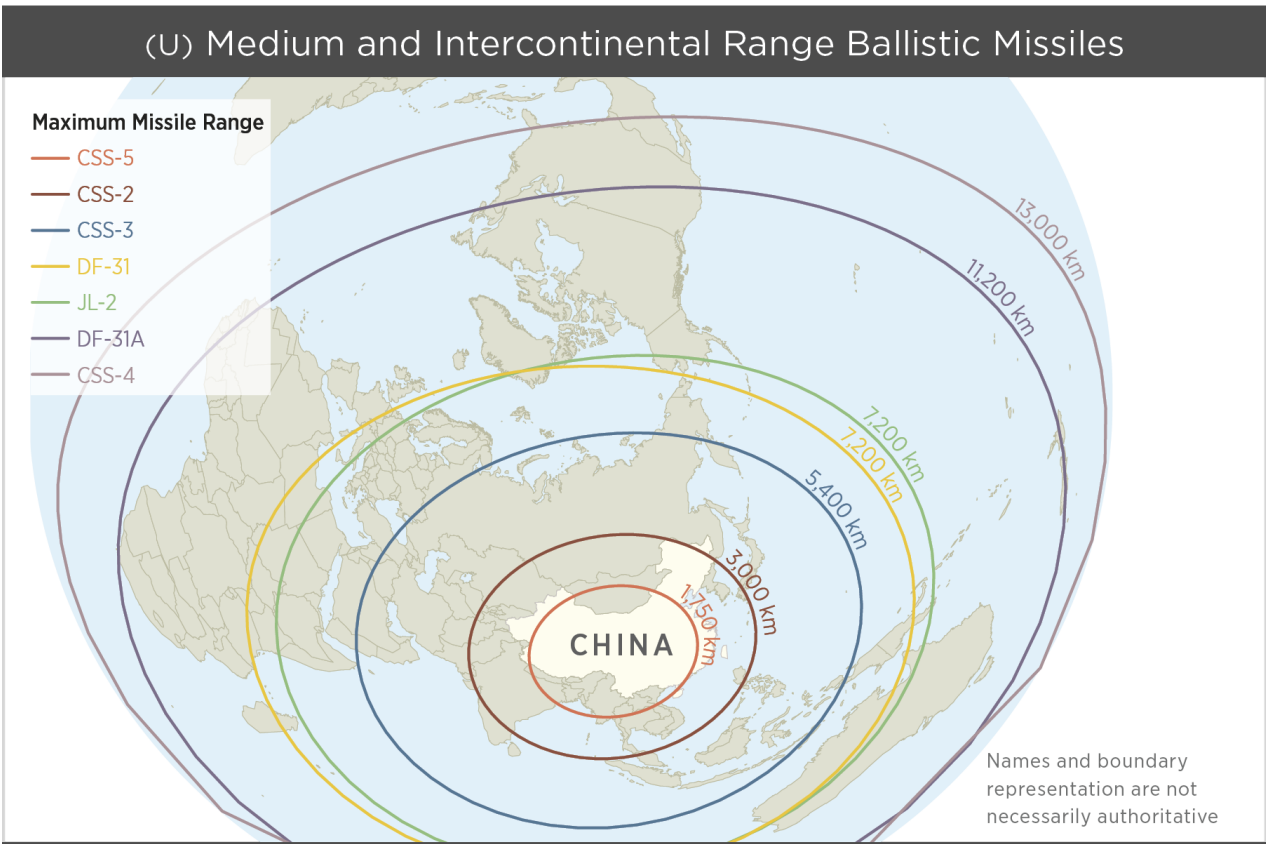 (U) Medium and Intercontinental Range Ballistic Missiles
Maximum Missile Range
CSS-5
CSS-2
CSS-3
DF-31
JL-2
DF-31A
CSS-4
13,000 km
11,200 km
7,200 km
7,200 km
5,400 km
3,000 km
1,750 km
CHINA
Names and boundary
representation are not
necessarily authoritative